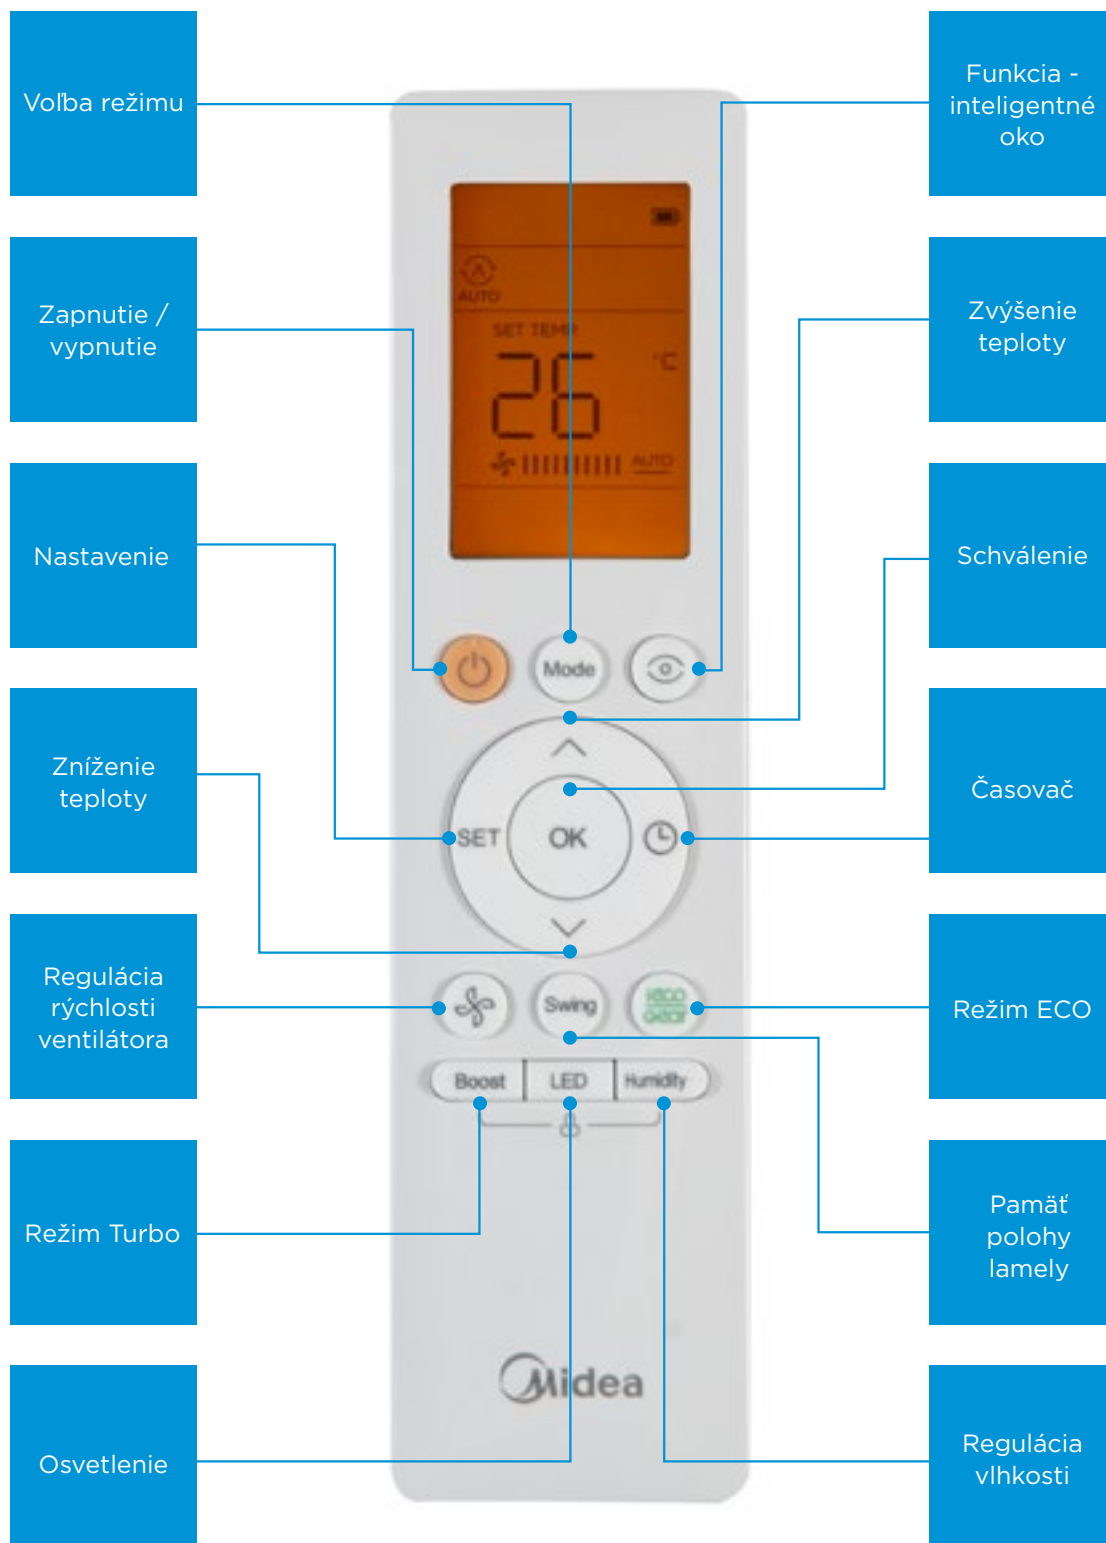 Voľba režimu
Funkcia -
inteligentné
oko
Zapnutie /
vypnutie
Zvýšenie
teploty
Nastavenie
Schválenie
Zníženie
teploty
Časovač
Regulácia
rýchlosti
ventilátora
Režim ECO
Režim Turbo
Pamäť
polohy
lamely
Osvetlenie
Regulácia
vlhkosti
AUTO
SET TEMP.
26 °C
AUTO
Mode
SET
OK
Swing
Boost
LED
Humidity
Midea